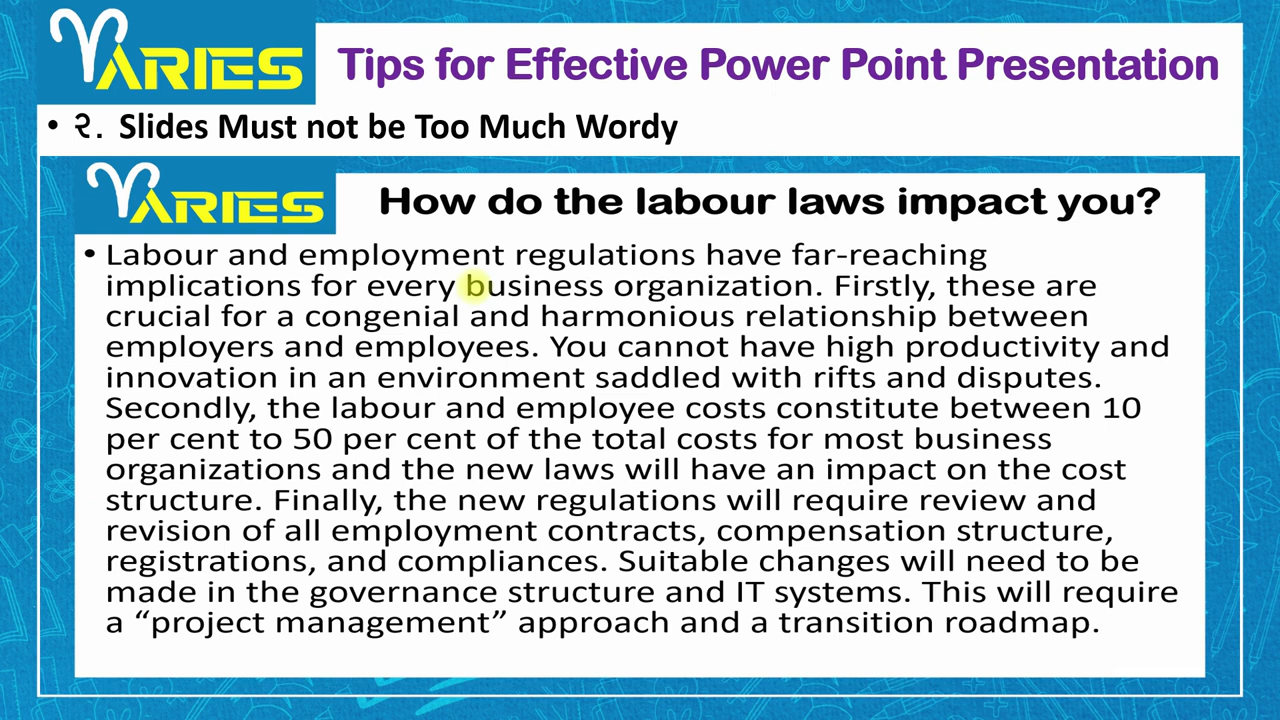 ARIES
Tips for Effective Power Point Presentation
• २. Slides Must not be Too Much Wordy
ARIES
How do the labour laws impact you?
• Labour and employment regulations have far-reaching
implications for every business organization. Firstly, these are
crucial for a congenial and harmonious relationship between
employers and employees. You cannot have high productivity and
innovation in an environment saddled with rifts and disputes.
Secondly, the labour and employee costs constitute between 10
per cent to 50 per cent of the total costs for most business
organizations and the new laws will have an impact on the cost
structure. Finally, the new regulations will require review and
revision of all employment contracts, compensation structure,
registrations, and compliances. Suitable changes will need to be
made in the governance structure and IT systems. This will require
a “project management” approach and a transition roadmap.